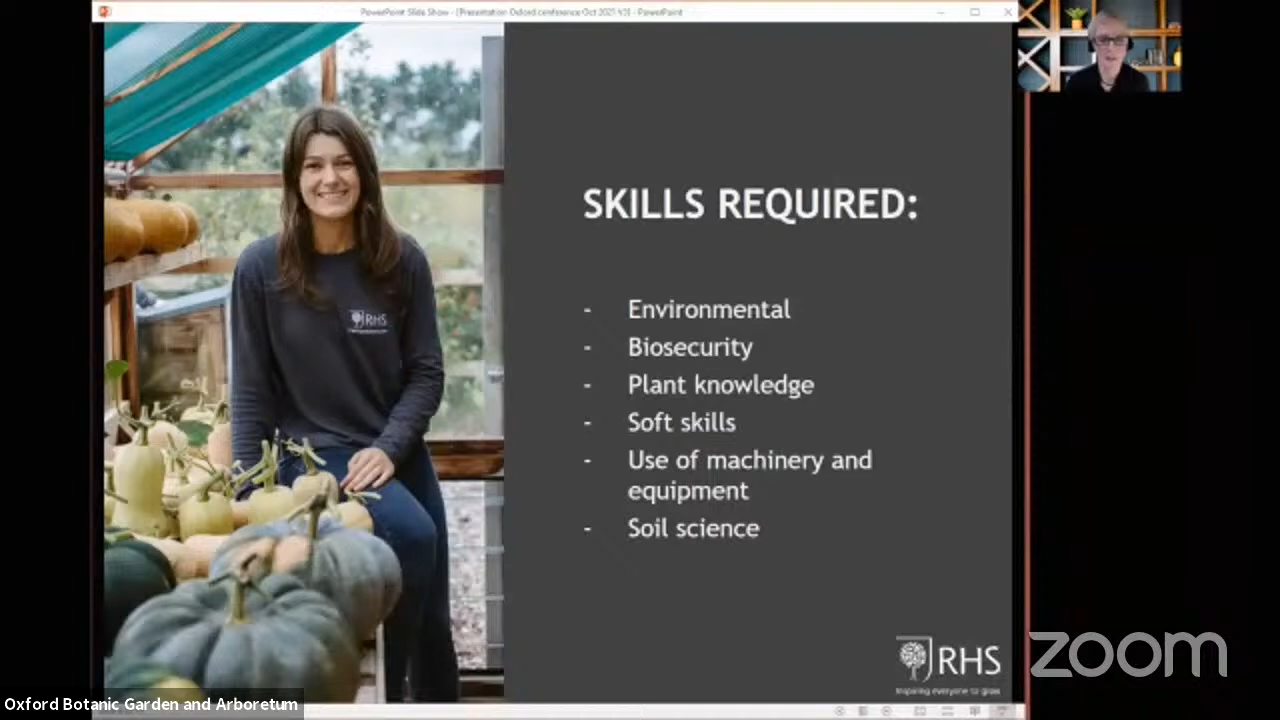 PowerPoint Slide Show - [Presentation Oxford conference Oct 2021 V3] - PowerPoint
RHS
SKILLS REQUIRED:
- Environmental
- Biosecurity
- Plant knowledge
- Soft skills
- Use of machinery and
equipment
- Soil science
RHS
Inspiring everyone to grow
zoom
Oxford Botanic Garden and Arboretum